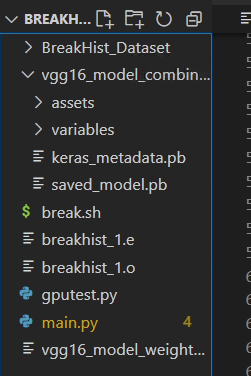 BREAKH...
BreakHist_Dataset
vgg16_model_combin...
assets
variables
keras_metadata.pb
saved_model.pb
$ break.sh
breakhist_1.e
breakhist_1.o
gputest.py
main.py 4
vgg16_model_weight...